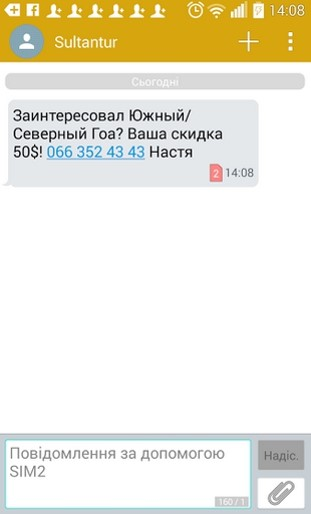 14:08
Sultantur
Сьогодні
Заинтересовал Южный/
Северный Гоа? Ваша скидка
50$! 066 352 43 43 Настя
2 14:08
Повідомлення за допомогою
SIM2
Надіс.
160 / 1